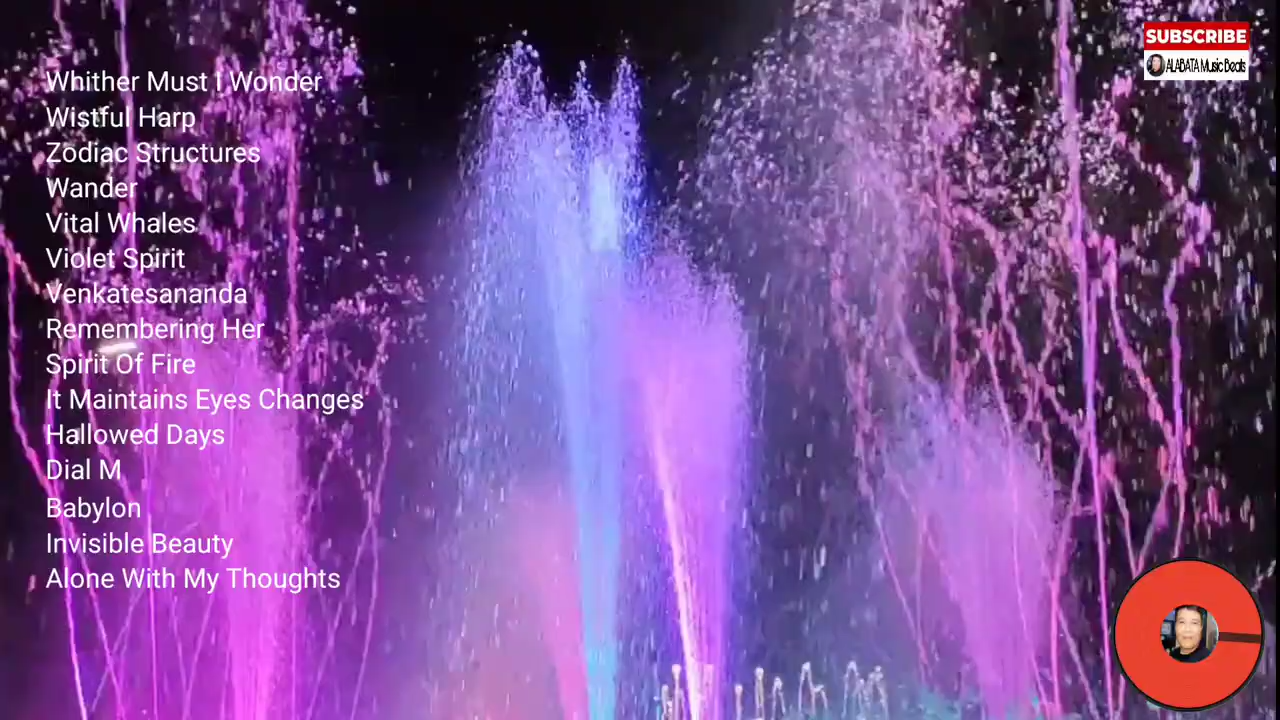 Whither Must I Wonder
Wistful Harp
Zodiac Structures
Wander
Vital Whales
Violet Spirit
Venkatesananda
Remembering Her
Spirit Of Fire
It Maintains Eyes Changes
Hallowed Days
Dial M
Babylon
Invisible Beauty
Alone With My Thoughts
SUBSCRIBE
ALABATA Music Beats